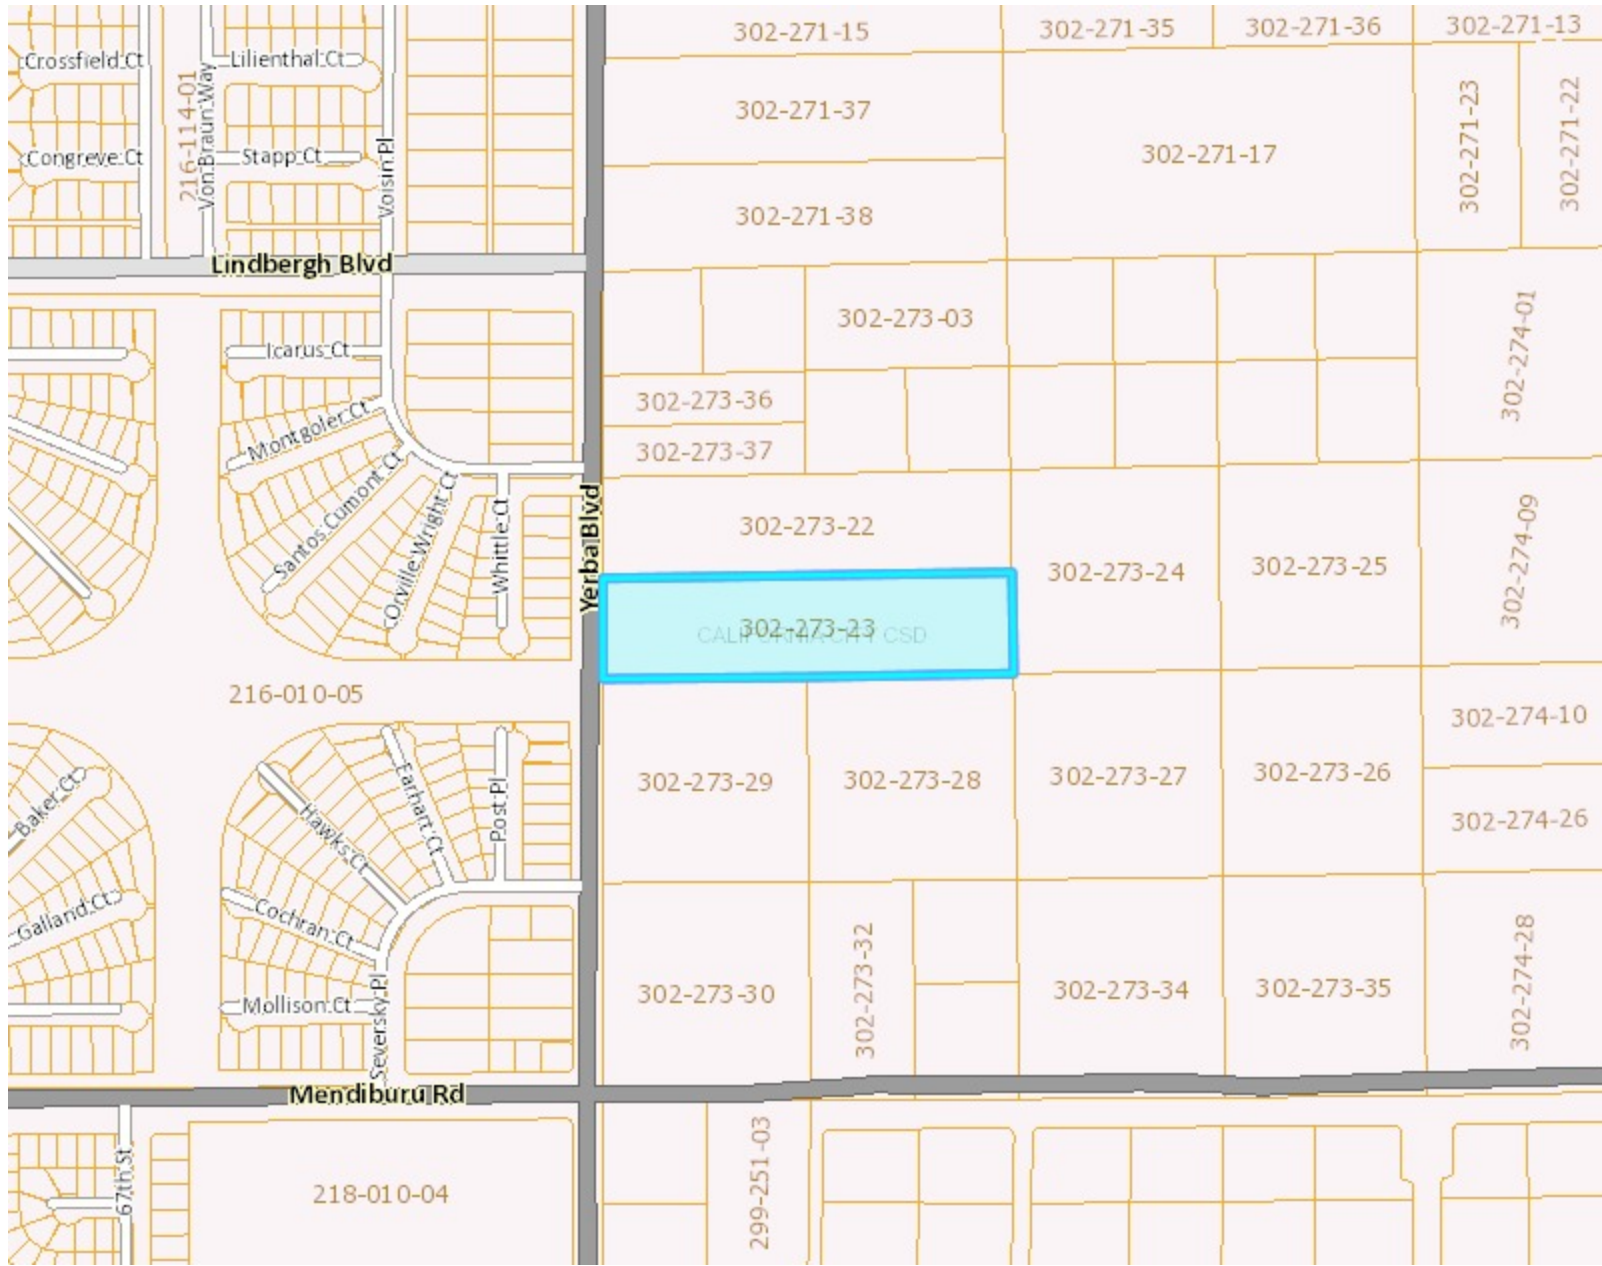 302-271-15
302-271-35
302-271-36
302-271-13
Crossfield Ct
Lilienthal Ct
216-114-01
Von Braun Way
302-271-37
302-271-23
302-271-22
Congreve Ct
Stapp Ct
Voisin Pl
302-271-17
302-271-38
Lindbergh Blvd
302-273-03
302-274-01
Icarus Ct
302-273-36
Montgoler Ct
302-273-37
Santos Cumont Ct
Orville Wright Ct
Whittle Ct
Yerba Blvd
302-273-22
302-273-24
302-273-25
302-274-09
302-273-23
CALIFORNIA CITY CSD
216-010-05
302-274-10
302-273-29
302-273-28
302-273-27
302-273-26
Baker Ct
Hawks Ct
Earhart Ct
Post Pl
302-274-26
Galland Ct
Cochran Ct
302-273-30
302-273-32
302-273-34
302-273-35
302-274-28
Mollison Ct
Seversky Pl
Mendiburu Rd
67th St
218-010-04
299-251-03